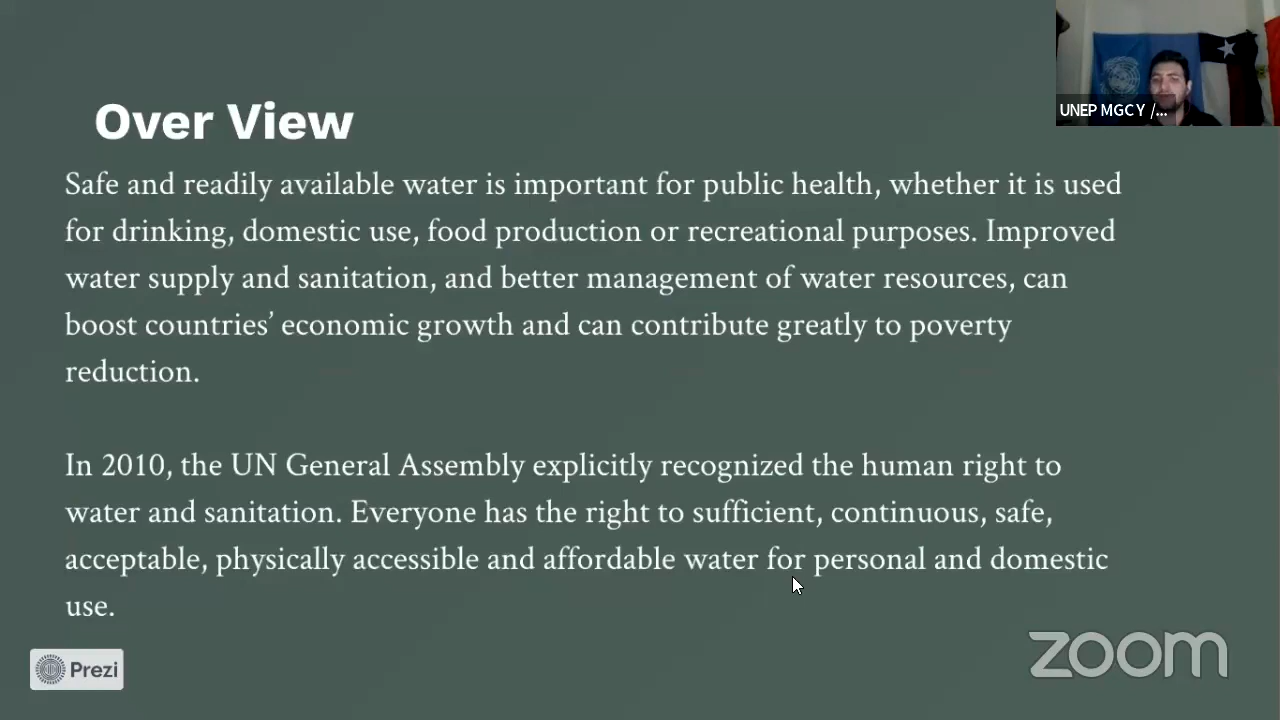 UNEP MGCY /...
Over View
Safe and readily available water is important for public health, whether it is used
for drinking, domestic use, food production or recreational purposes. Improved
water supply and sanitation, and better management of water resources, can
boost countries’ economic growth and can contribute greatly to poverty
reduction.
In 2010, the UN General Assembly explicitly recognized the human right to
water and sanitation. Everyone has the right to sufficient, continuous, safe,
acceptable, physically accessible and affordable water for personal and domestic
use.
Prezi
zoom